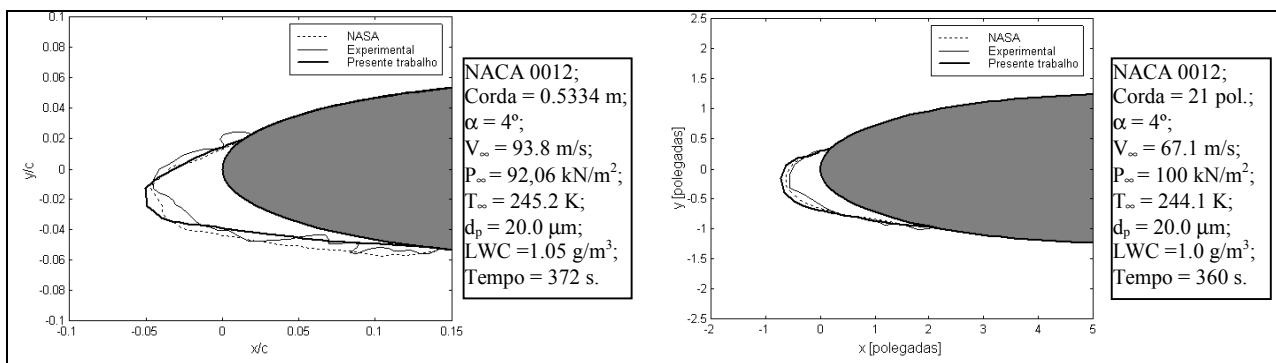 0.1
0.08
0.06
0.04
0.02
0
-0.02
-0.04
-0.06
-0.08
-0.1
y/c
-0.1
-0.05
0
0.05
0.1
0.15
x/c
NASA
Experimental
Presente trabalho
NACA 0012;
Corda = 0.5334 m;
α = 4º;
V∞ = 93.8 m/s;
P∞ = 92,06 kN/m²;
T∞ = 245.2 K;
dp = 20.0 μm;
LWC =1.05 g/m³;
Tempo = 372 s.
2.5
2
1.5
1
0.5
0
-0.5
-1
-1.5
-2
-2.5
y [polegadas]
-2
-1
0
1
2
3
4
5
x [polegadas]
NASA
Experimental
Presente trabalho
NACA 0012;
Corda = 21 pol.;
α = 4º;
V∞ = 67.1 m/s;
P∞ = 100 kN/m²;
T∞ = 244.1 K;
dp = 20.0 μm;
LWC =1.0 g/m³;
Tempo = 360 s.